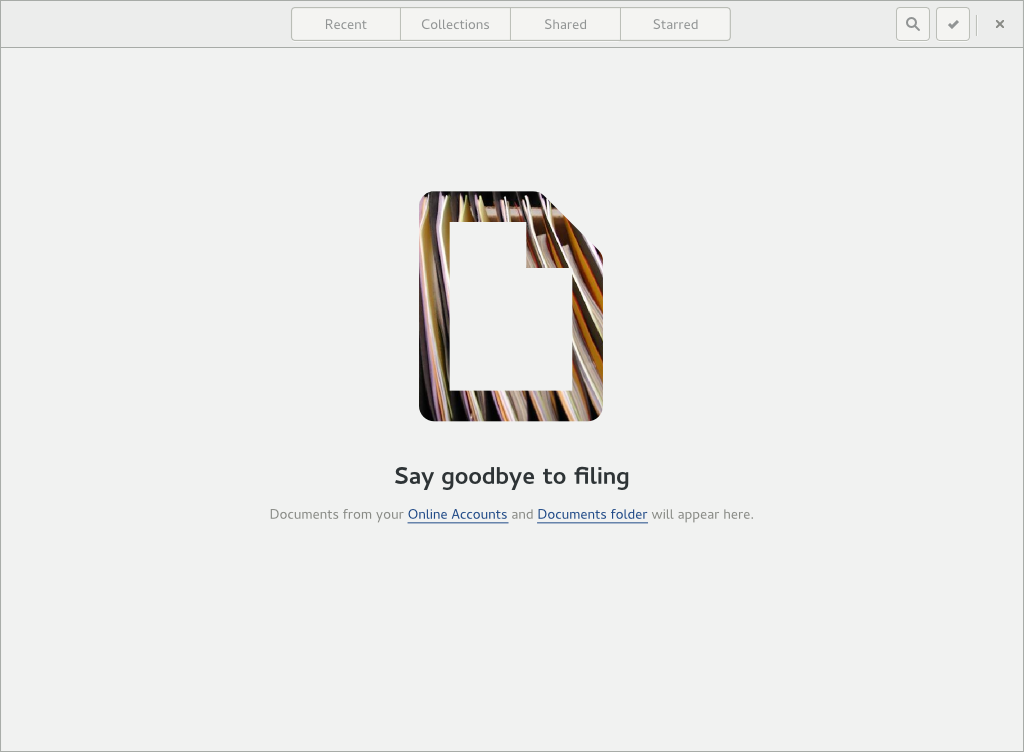 Recent Collections Shared Starred
Say goodbye to filing
Documents from your Online Accounts and Documents folder will appear here.